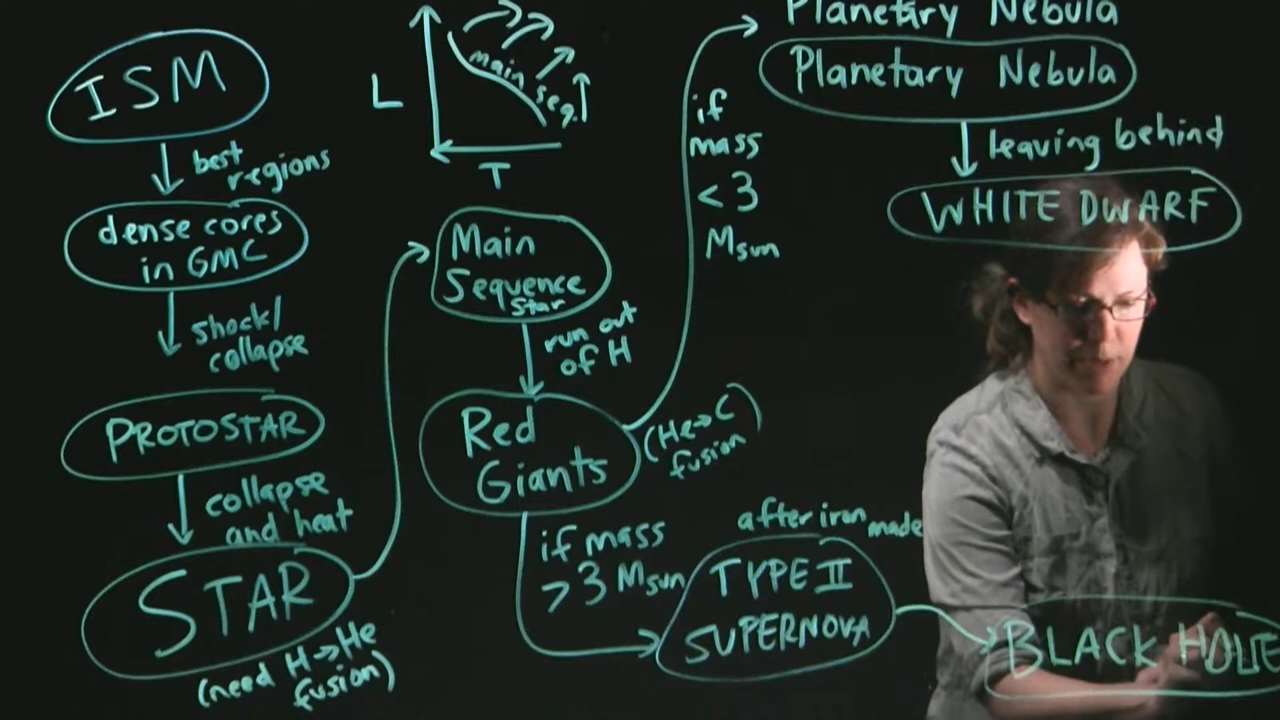 ISM
best
regions
dense cores
in GMC
shock/
collapse
PROTOSTAR
collapse
and heat
STAR
(need H→He
fusion)
L
T
main seq.
Main
Sequence
Star
run out
of H
Red
Giants
(He→C
fusion)
if
mass
< 3
Msun
Planetary Nebula
Planetary Nebula
leaving behind
WHITE DWARF
if mass
> 3 Msun
after iron made
TYPE II
SUPERNOVA
BLACK HOLE